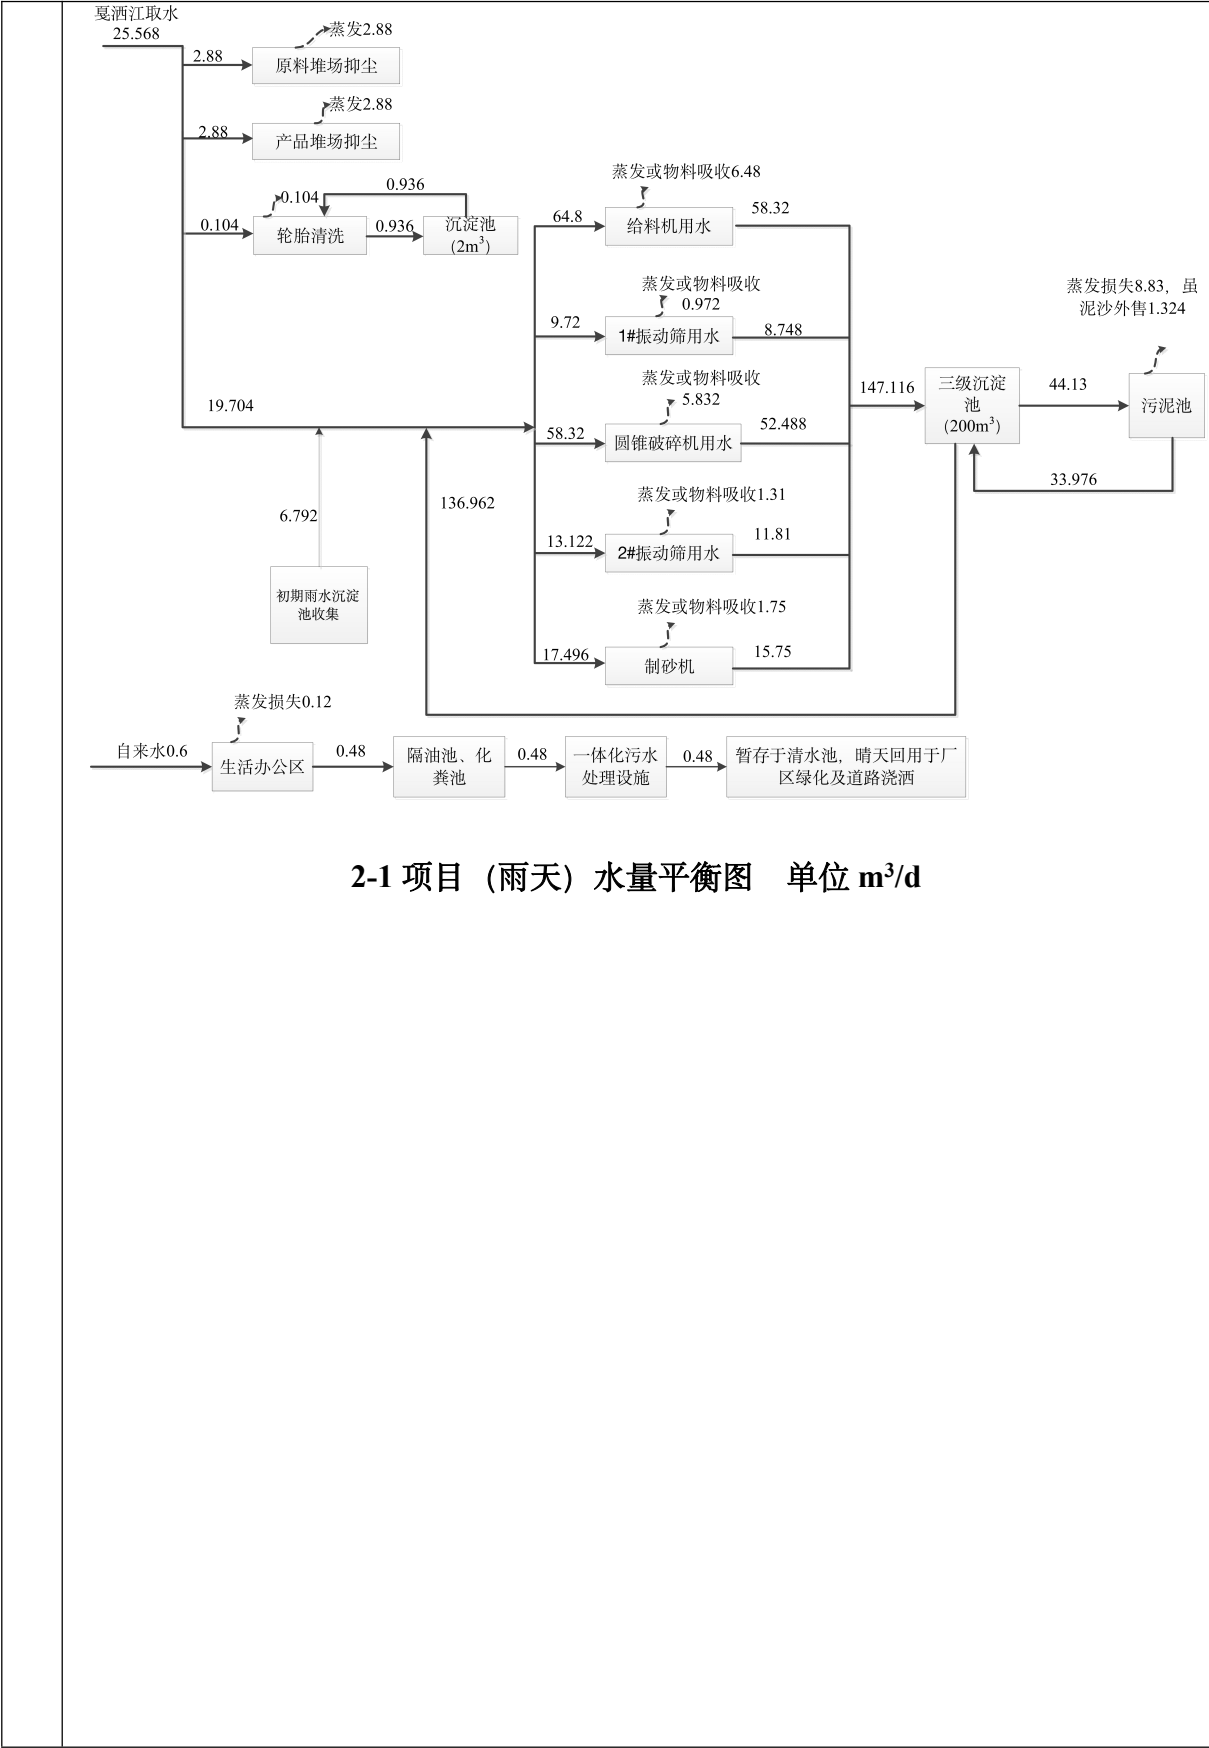 戛洒江取水
25.568
蒸发2.88
2.88
原料堆场抑尘
蒸发2.88
2.88
产品堆场抑尘
0.104
0.936
0.104
轮胎清洗
0.936
沉淀池
(2m³)
蒸发或物料吸收6.48
64.8
给料机用水
58.32
蒸发或物料吸收
0.972
9.72
1#振动筛用水
8.748
蒸发或物料吸收
5.832
58.32
圆锥破碎机用水
52.488
蒸发或物料吸收1.31
13.122
2#振动筛用水
11.81
蒸发或物料吸收1.75
17.496
制砂机
15.75
19.704
6.792
初期雨水沉淀
池收集
136.962
147.116
三级沉淀
池
(200m³)
44.13
蒸发损失8.83，虽
泥沙外售1.324
污泥池
33.976
蒸发损失0.12
自来水0.6
生活办公区
0.48
隔油池、化
粪池
0.48
一体化污水
处理设施
0.48
暂存于清水池，晴天回用于厂
区绿化及道路浇洒
2-1 项目（雨天）水量平衡图　单位 m³/d